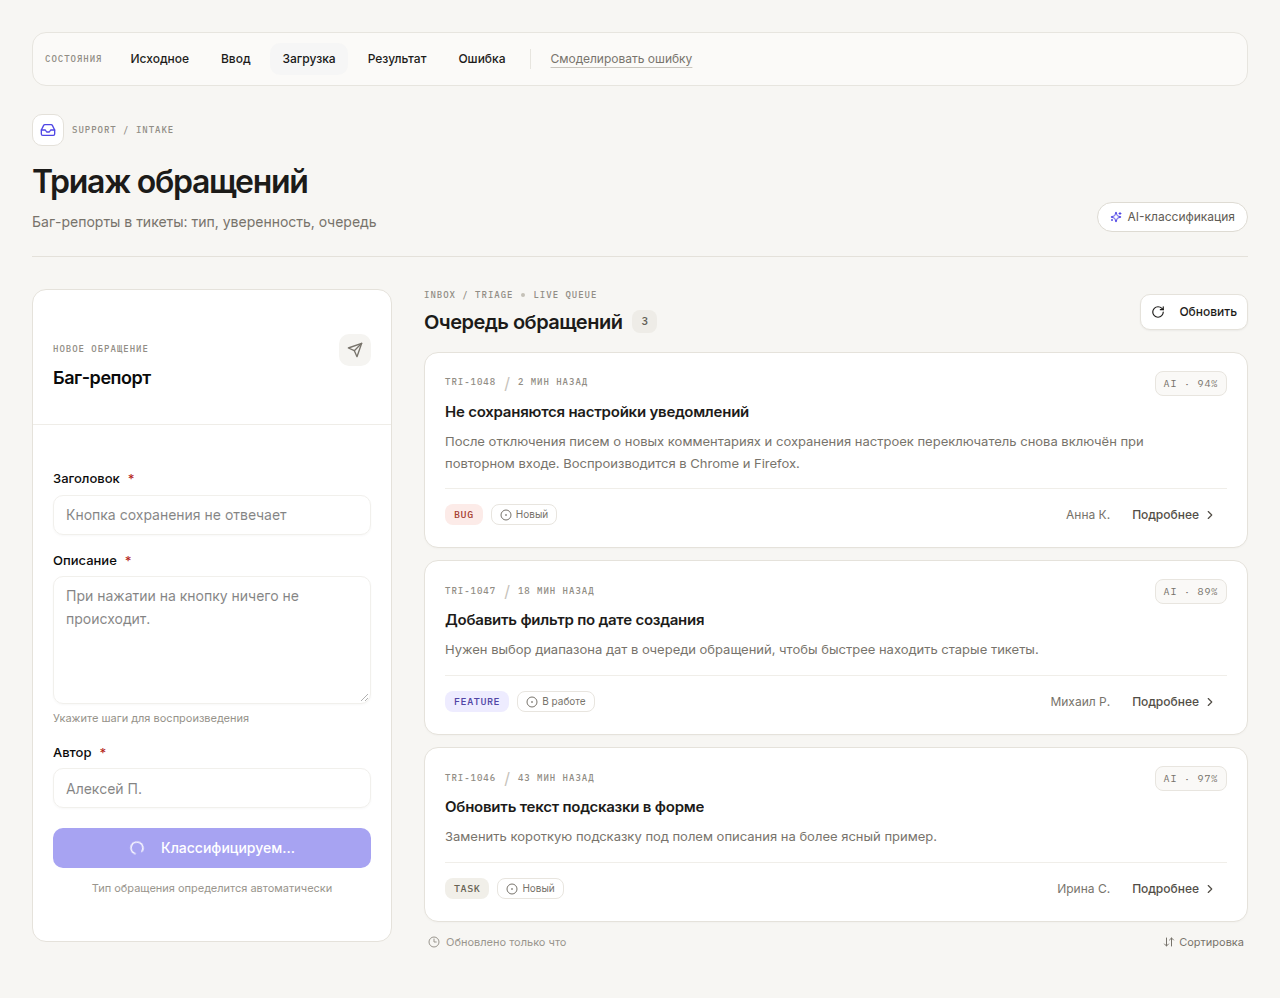 СОСТОЯНИЯ Исходное Ввод Загрузка Результат Ошибка Смоделировать ошибку
SUPPORT / INTAKE
Триаж обращений
Баг-репорты в тикеты: тип, уверенность, очередь
AI-классификация
НОВОЕ ОБРАЩЕНИЕ
Баг-репорт
Заголовок *
Кнопка сохранения не отвечает
Описание *
При нажатии на кнопку ничего не
происходит.
Укажите шаги для воспроизведения
Автор *
Алексей П.
Классифицируем...
Тип обращения определится автоматически
INBOX / TRIAGE • LIVE QUEUE
Очередь обращений 3
Обновить
TRI-1048 / 2 МИН НАЗАД
AI · 94%
Не сохраняются настройки уведомлений
После отключения писем о новых комментариях и сохранения настроек переключатель снова включён при
повторном входе. Воспроизводится в Chrome и Firefox.
BUG Новый Анна К. Подробнее
TRI-1047 / 18 МИН НАЗАД
AI · 89%
Добавить фильтр по дате создания
Нужен выбор диапазона дат в очереди обращений, чтобы быстрее находить старые тикеты.
FEATURE В работе Михаил Р. Подробнее
TRI-1046 / 43 МИН НАЗАД
AI · 97%
Обновить текст подсказки в форме
Заменить короткую подсказку под полем описания на более ясный пример.
TASK Новый Ирина С. Подробнее
Обновлено только что Сортировка